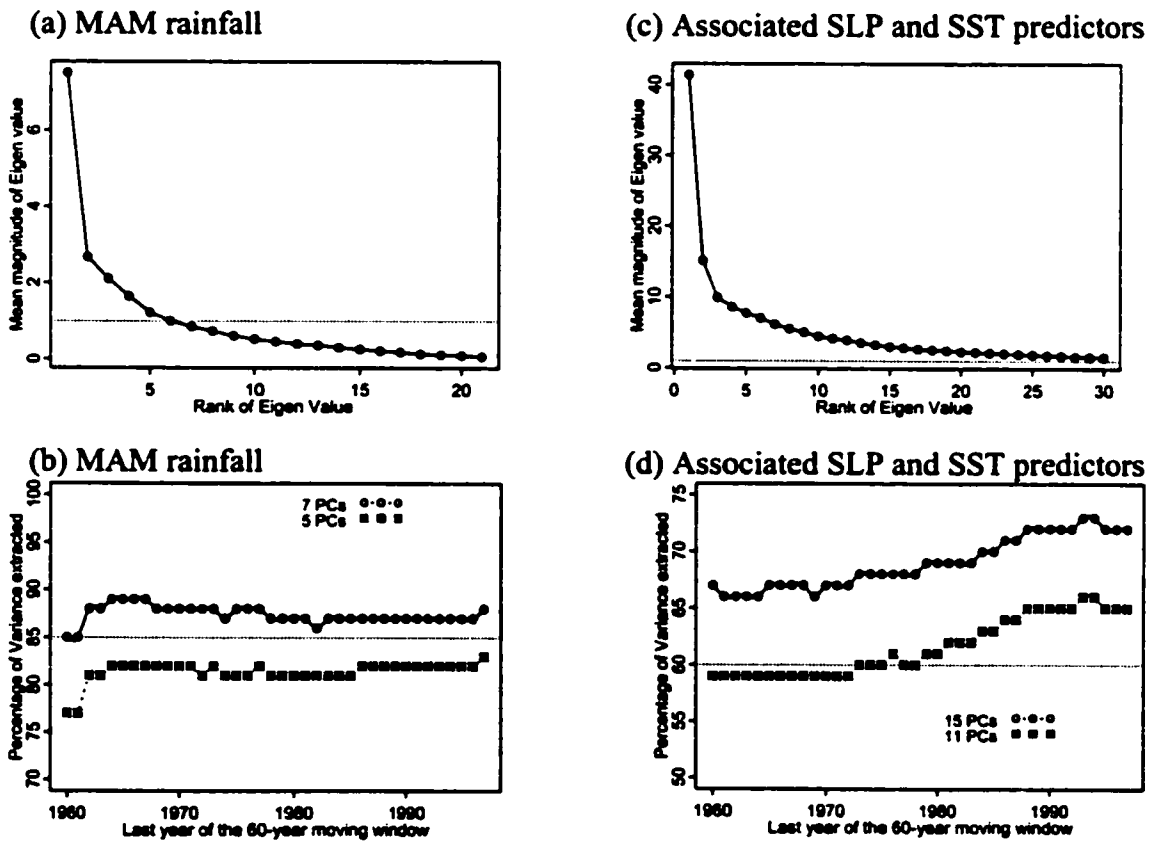 (a) MAM rainfall
Mean magnitude of Eigen value
0 2 4 6
5 10 15 20
Rank of Eigen Value
(c) Associated SLP and SST predictors
Mean magnitude of Eigen value
0 10 20 30 40
0 5 10 15 20 25 30
Rank of Eigen Value
(b) MAM rainfall
Percentage of Variance extracted
70 75 80 85 90 95 100
7 PCs
5 PCs
1960 1970 1980 1990
Last year of the 60-year moving window
(d) Associated SLP and SST predictors
Percentage of Variance extracted
50 55 60 65 70 75
15 PCs
11 PCs
1960 1970 1980 1990
Last year of the 60-year moving window